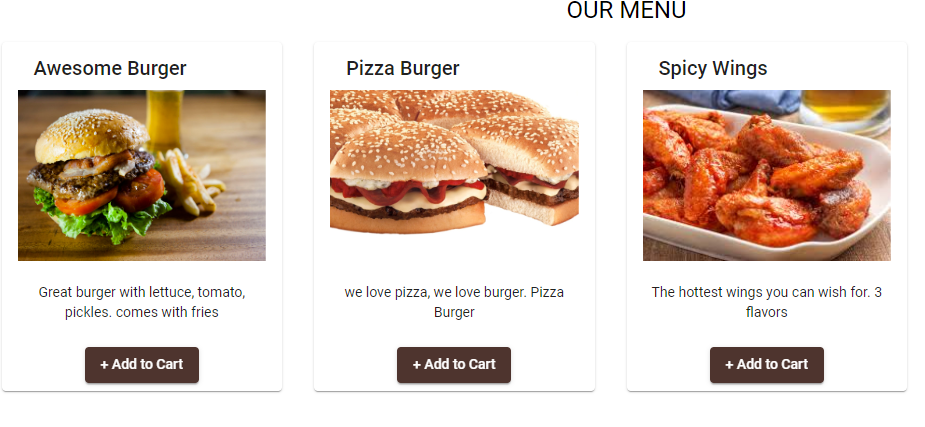 OUR MENU
Awesome Burger
Great burger with lettuce, tomato,
pickles. comes with fries
+ Add to Cart
Pizza Burger
we love pizza, we love burger. Pizza
Burger
+ Add to Cart
Spicy Wings
The hottest wings you can wish for. 3
flavors
+ Add to Cart